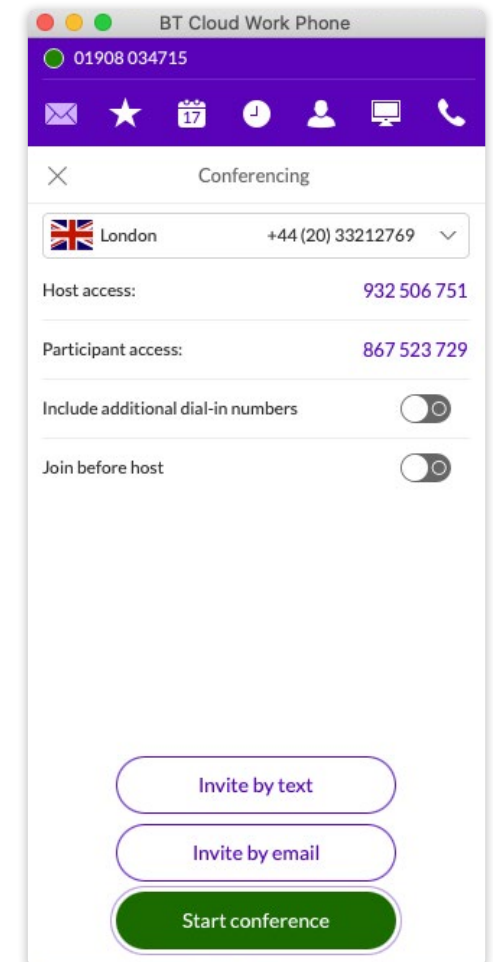 BT Cloud Work Phone
01908 034715
17
Conferencing
London +44 (20) 33212769
Host access: 932 506 751
Participant access: 867 523 729
Include additional dial-in numbers
Join before host
Invite by text
Invite by email
Start conference